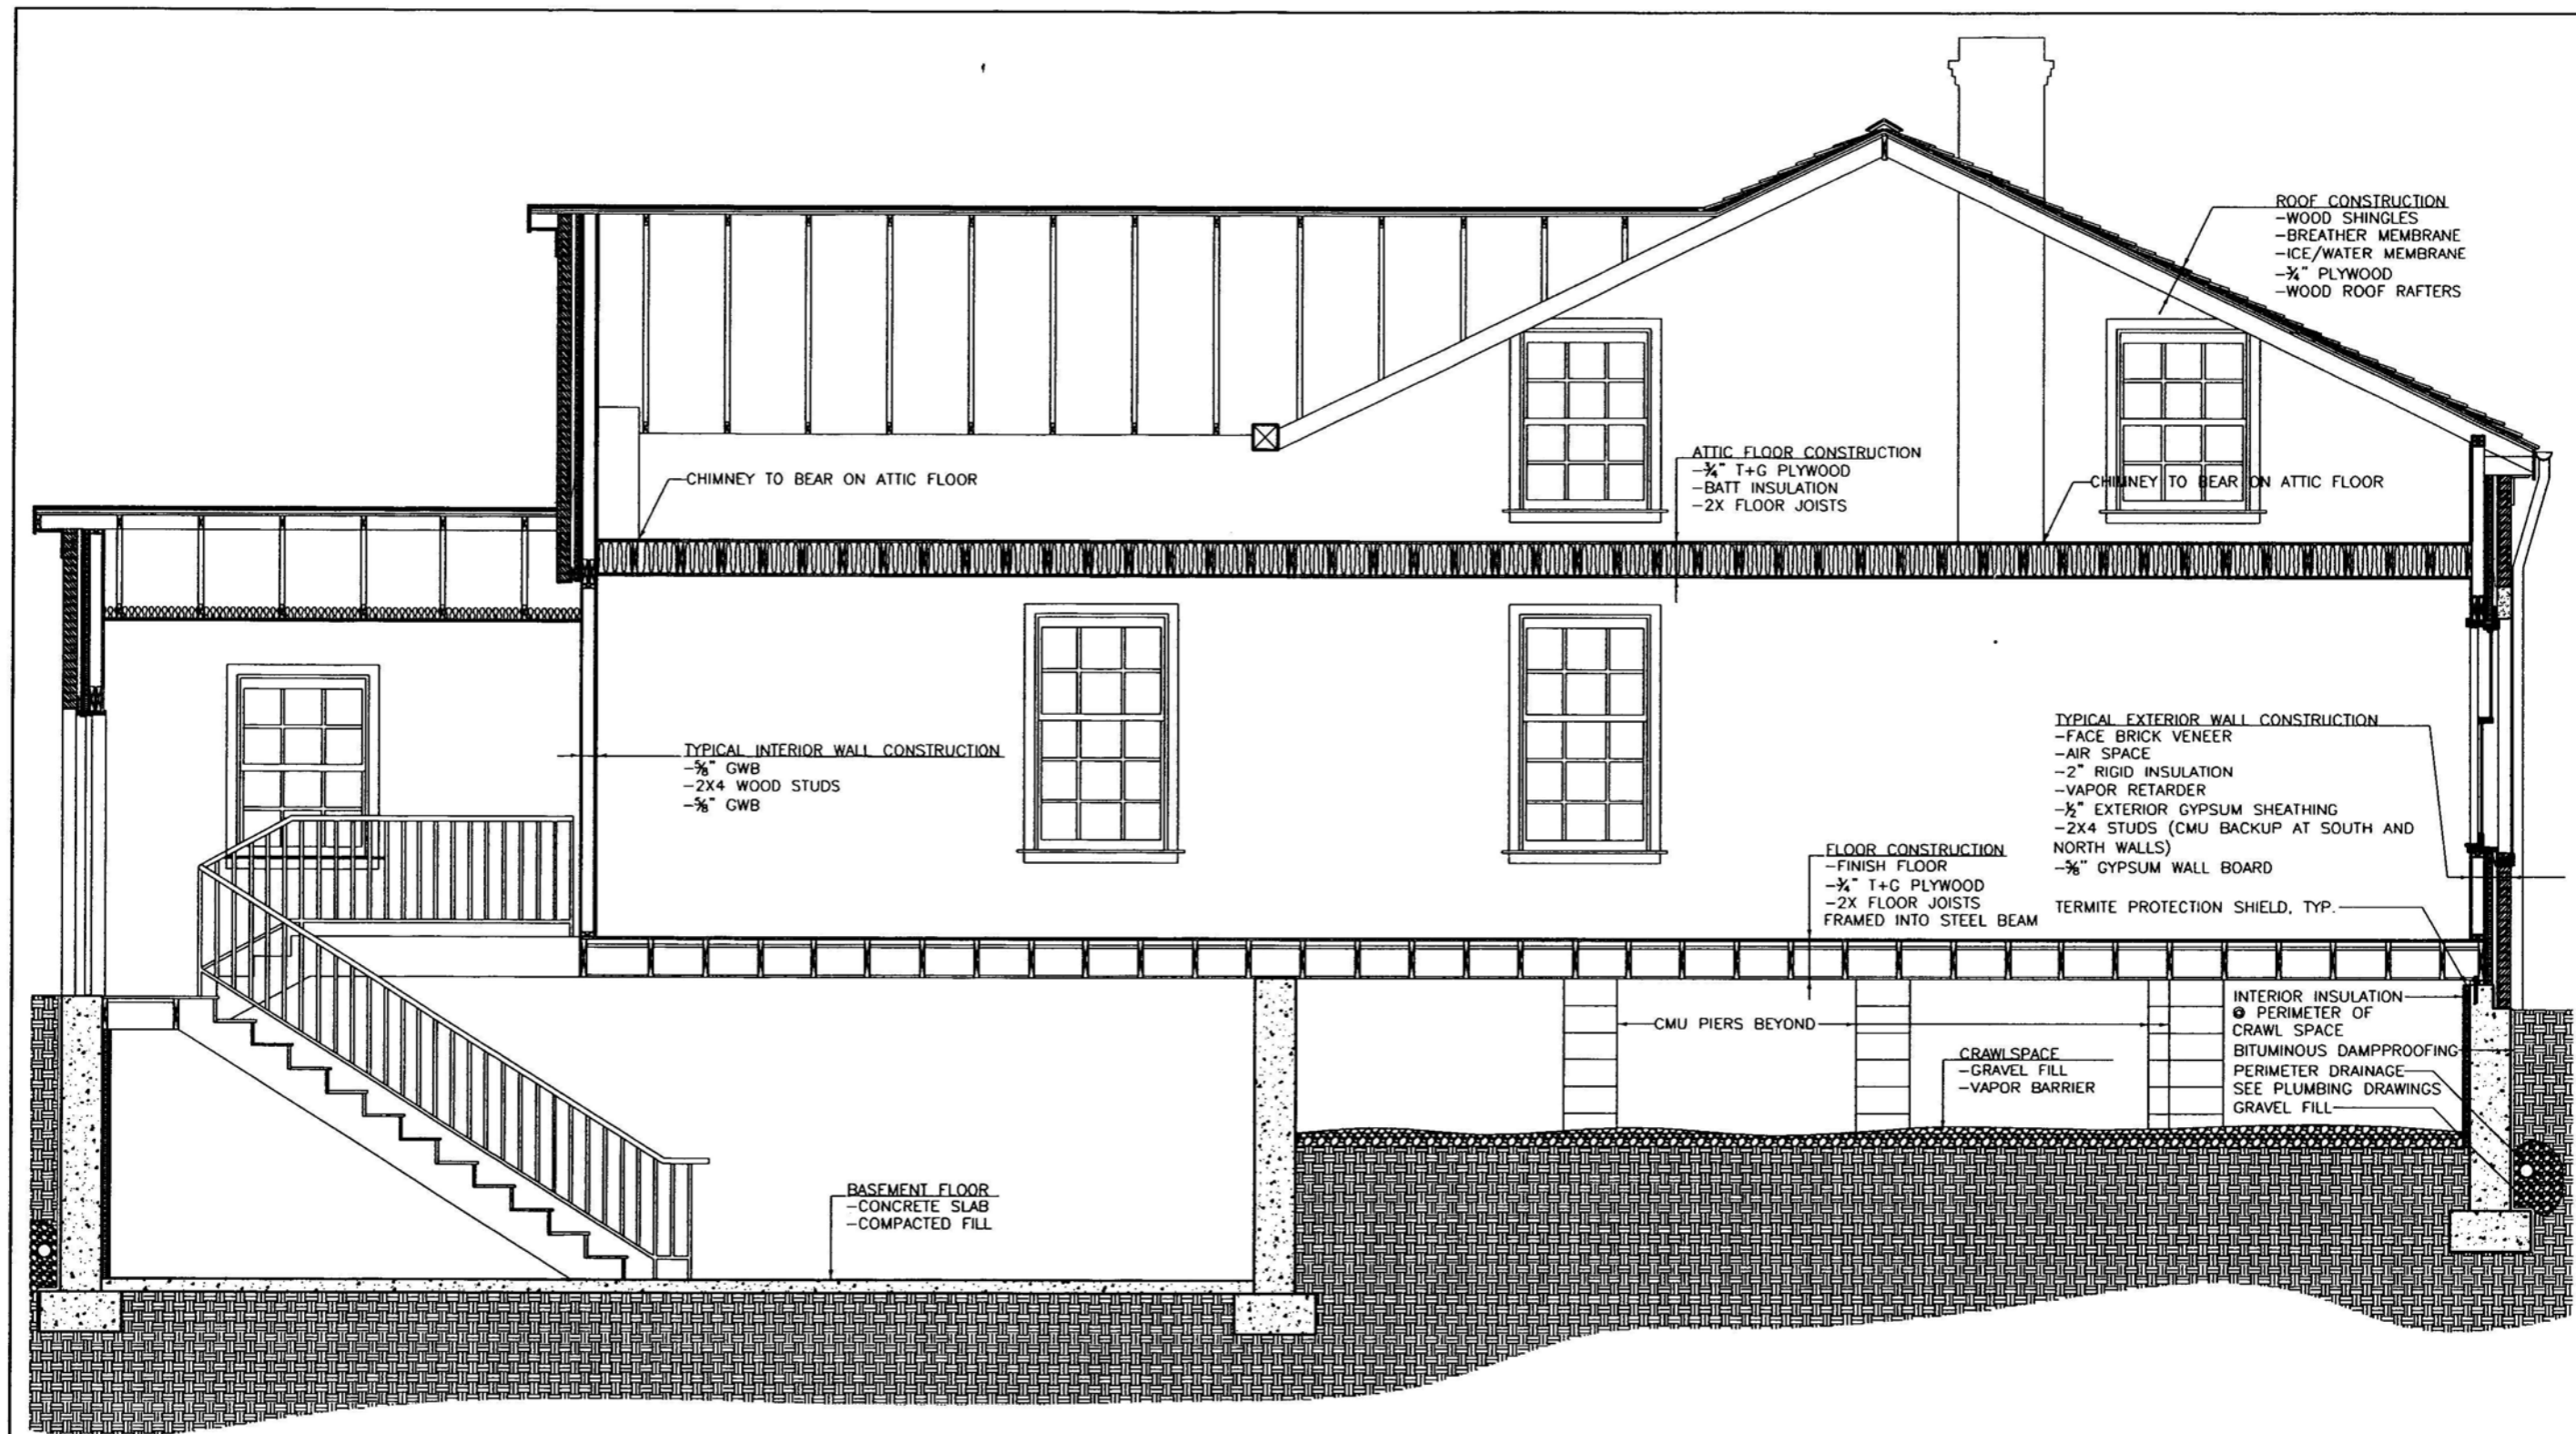 ROOF CONSTRUCTION
-WOOD SHINGLES
-BREATHER MEMBRANE
-ICE/WATER MEMBRANE
-¾" PLYWOOD
-WOOD ROOF RAFTERS
CHIMNEY TO BEAR ON ATTIC FLOOR
ATTIC FLOOR CONSTRUCTION
-¾" T+G PLYWOOD
-BATT INSULATION
-2X FLOOR JOISTS
CHIMNEY TO BEAR ON ATTIC FLOOR
TYPICAL INTERIOR WALL CONSTRUCTION
-⅝" GWB
-2X4 WOOD STUDS
-⅝" GWB
TYPICAL EXTERIOR WALL CONSTRUCTION
-FACE BRICK VENEER
-AIR SPACE
-2" RIGID INSULATION
-VAPOR RETARDER
-½" EXTERIOR GYPSUM SHEATHING
-2X4 STUDS (CMU BACKUP AT SOUTH AND
NORTH WALLS)
-⅝" GYPSUM WALL BOARD
FLOOR CONSTRUCTION
-FINISH FLOOR
-¾" T+G PLYWOOD
-2X FLOOR JOISTS
FRAMED INTO STEEL BEAM
TERMITE PROTECTION SHIELD, TYP.
CMU PIERS BEYOND
CRAWLSPACE
-GRAVEL FILL
-VAPOR BARRIER
INTERIOR INSULATION
@ PERIMETER OF
CRAWL SPACE
BITUMINOUS DAMPPROOFING
PERIMETER DRAINAGE
SEE PLUMBING DRAWINGS
GRAVEL FILL
BASEMENT FLOOR
-CONCRETE SLAB
-COMPACTED FILL